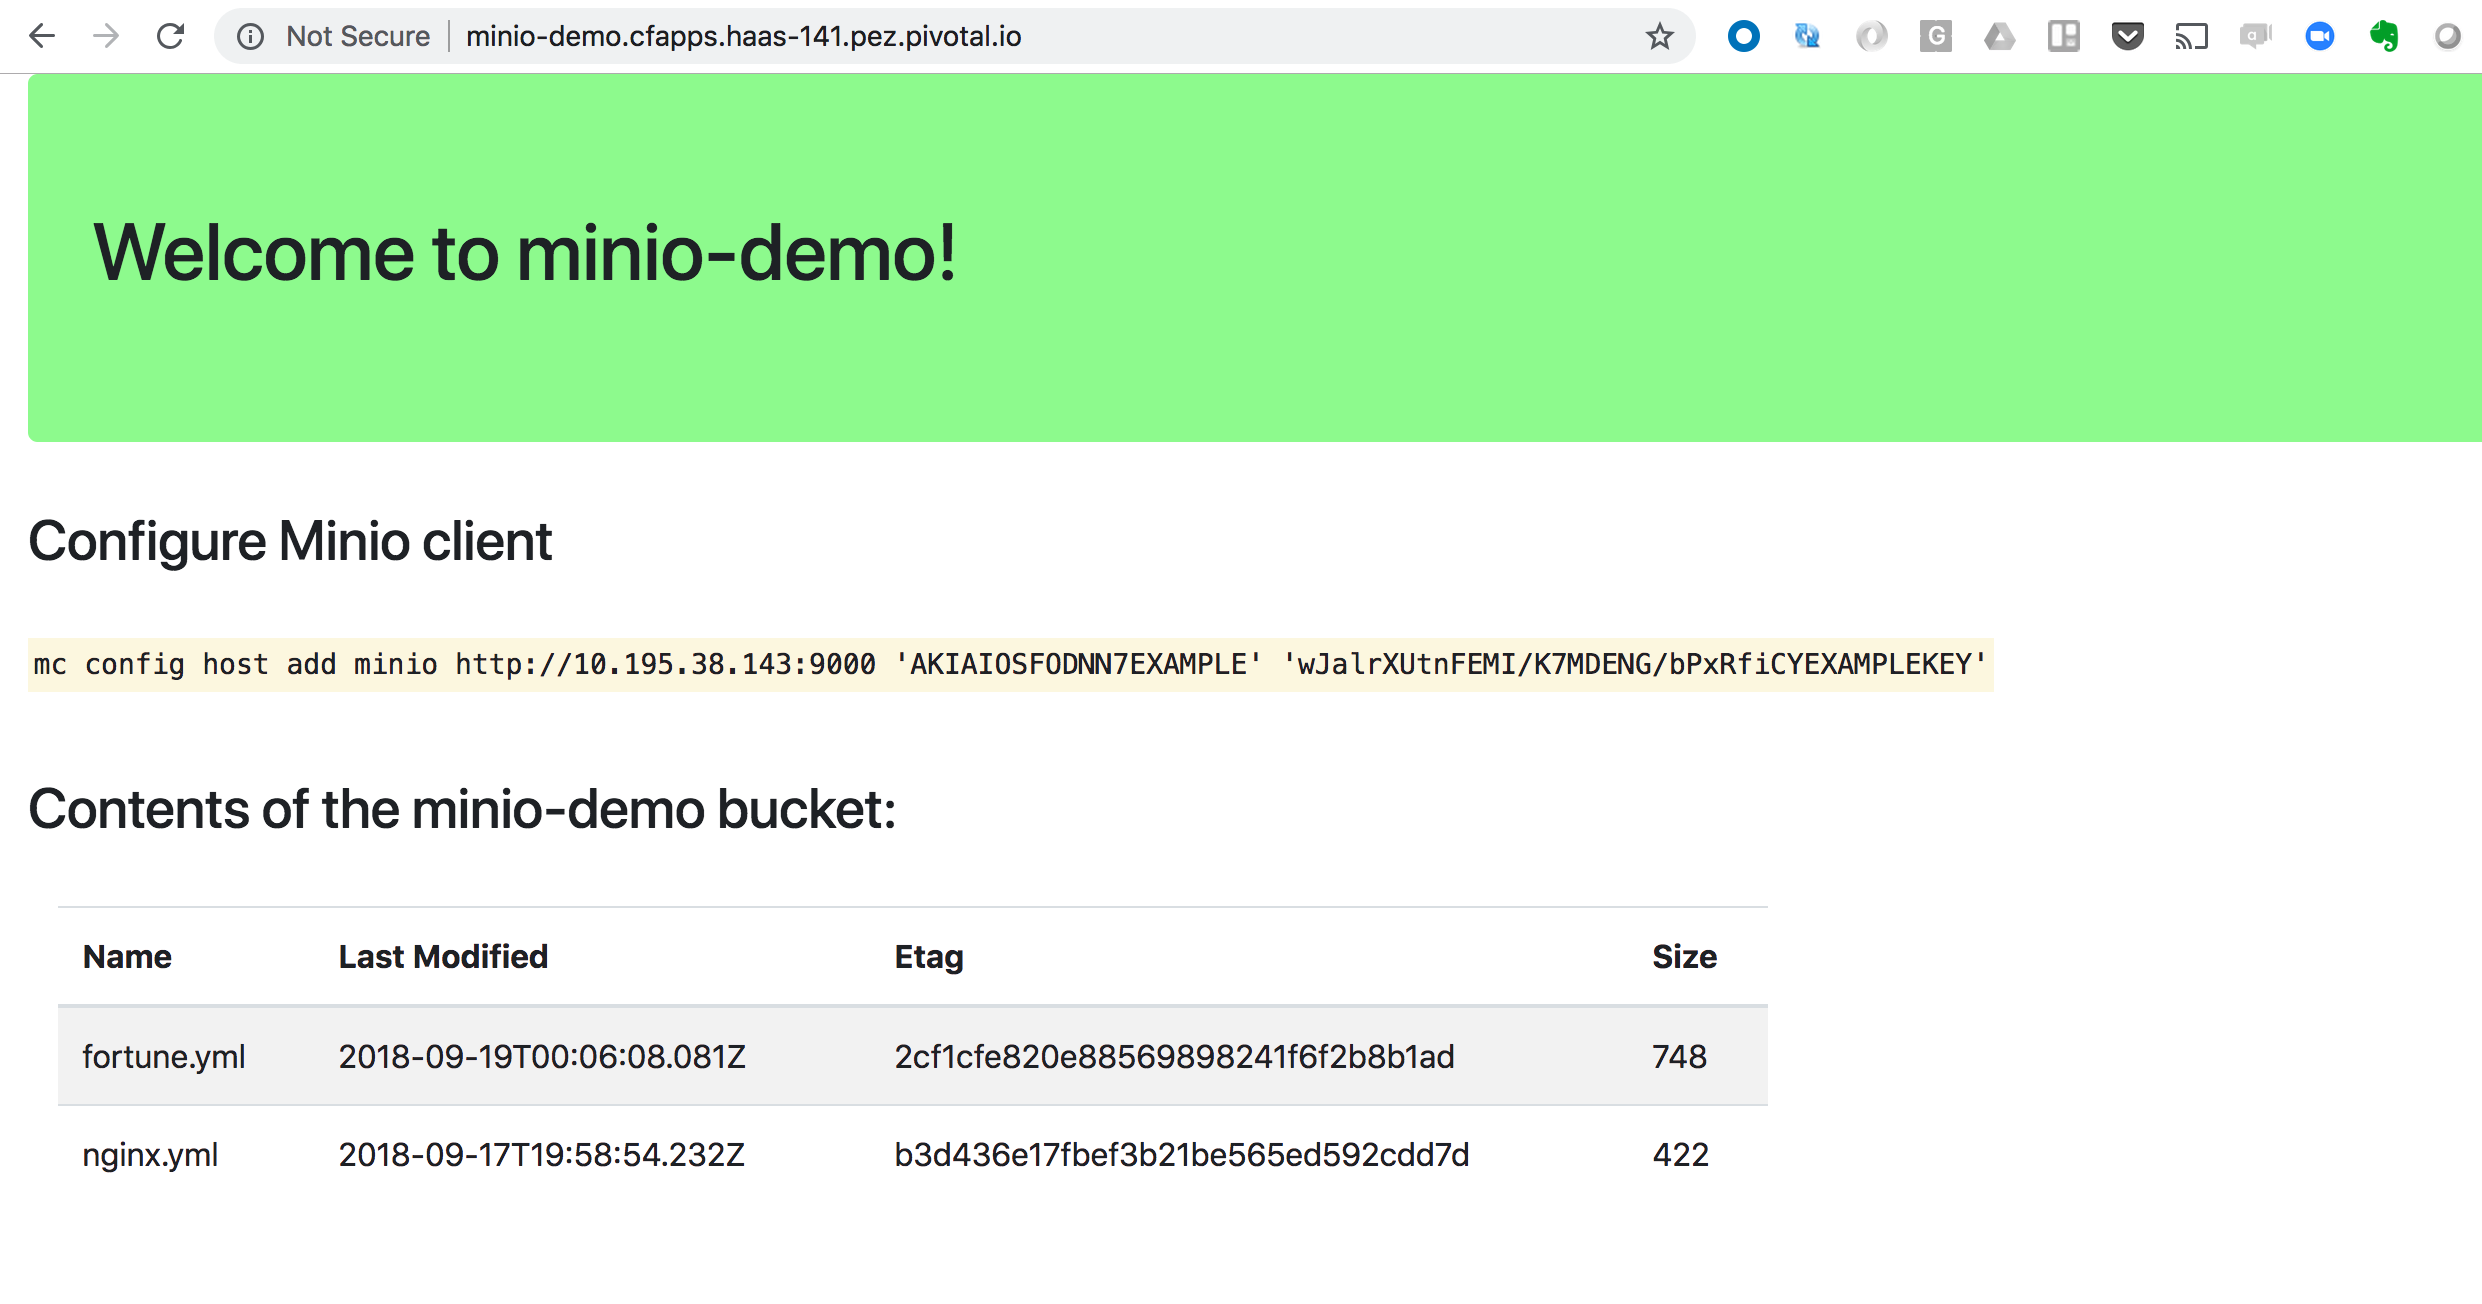 Not Secure minio-demo.cfapps.haas-141.pez.pivotal.io
Welcome to minio-demo!
Configure Minio client
mc config host add minio http://10.195.38.143:9000 'AKIAIOSFODNN7EXAMPLE' 'wJalrXUtnFEMI/K7MDENG/bPxRfiCYEXAMPLEKEY'
Contents of the minio-demo bucket:
Name Last Modified Etag Size
fortune.yml 2018-09-19T00:06:08.081Z 2cf1cfe820e88569898241f6f2b8b1ad 748
nginx.yml 2018-09-17T19:58:54.232Z b3d436e17fbef3b21be565ed592cdd7d 422